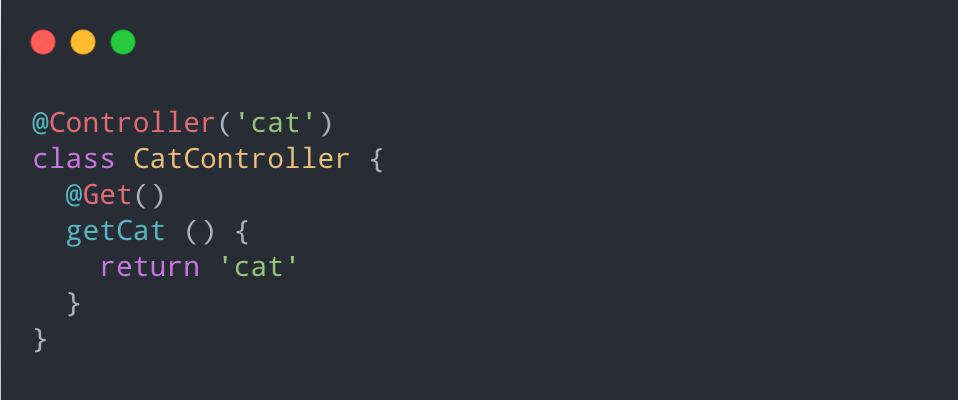 @Controller('cat')
class CatController {
  @Get()
  getCat () {
    return 'cat'
  }
}